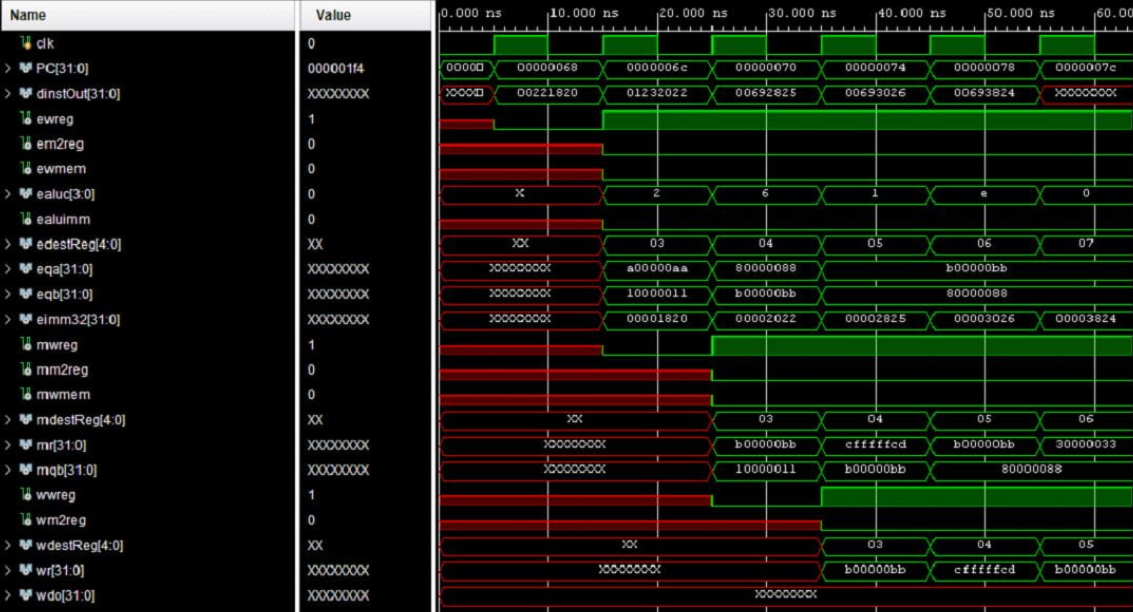 Name Value 0.000 ns 10.000 ns 20.000 ns 30.000 ns 40.000 ns 50.000 ns 60.0
clk 0
PC[31:0] 000001f4 0000 00000068 0000006c 00000070 00000074 00000078 0000007c
dinstOut[31:0] XXXXXXXX XXXX 00221820 01232022 00692825 00693026 00693824 XXXXXXXX
ewreg 1
em2reg 0
ewmem 0
ealuc[3:0] 0 X 2 6 1 e 0
ealuimm 0
edestReg[4:0] XX XX 03 04 05 06 07
eqa[31:0] XXXXXXXX XXXXXXXX a00000aa 80000088 b00000bb
eqb[31:0] XXXXXXXX XXXXXXXX 10000011 b00000bb 80000088
eimm32[31:0] XXXXXXXX XXXXXXXX 00001820 00002022 00002825 00003026 00003824
mwreg 1
mm2reg 0
mwmem 0
mdestReg[4:0] XX XX 03 04 05 06
mr[31:0] XXXXXXXX XXXXXXXX b00000bb cfffffcd b00000bb 30000033
mqb[31:0] XXXXXXXX XXXXXXXX 10000011 b00000bb 80000088
wwreg 1
wm2reg 0
wdestReg[4:0] XX XX 03 04 05
wr[31:0] XXXXXXXX XXXXXXXX b00000bb cfffffcd b00000bb
wdo[31:0] XXXXXXXX XXXXXXXX